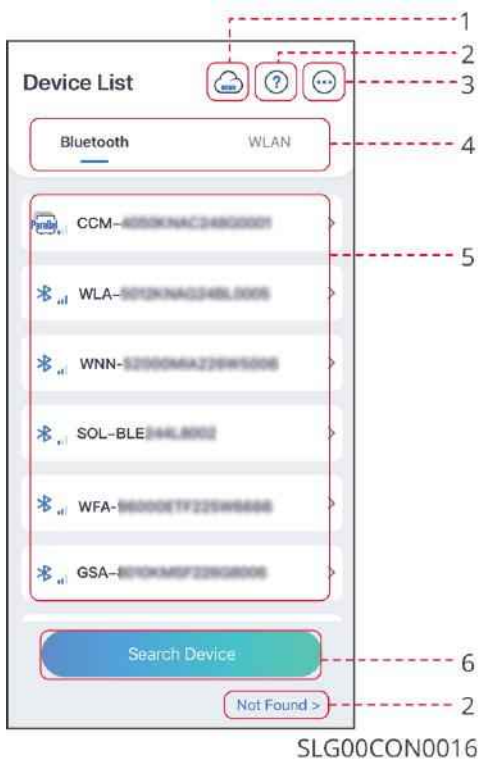 1
2
Device List
3
Bluetooth WLAN
4
Parallel CCM-
5
WLA-
WNN-
SOL-BLE
WFA-
GSA-
Search Device
6
Not Found >
2
SLG00CON0016